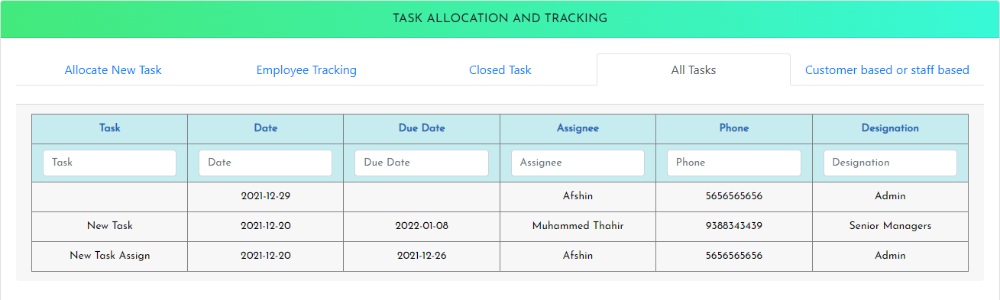 TASK ALLOCATION AND TRACKING
Allocate New Task Employee Tracking Closed Task All Tasks Customer based or staff based
Task Date Due Date Assignee Phone Designation
Task Date Due Date Assignee Phone Designation
2021-12-29 Afshin 5656565656 Admin
New Task 2021-12-20 2022-01-08 Muhammed Thahir 9388343439 Senior Managers
New Task Assign 2021-12-20 2021-12-26 Afshin 5656565656 Admin